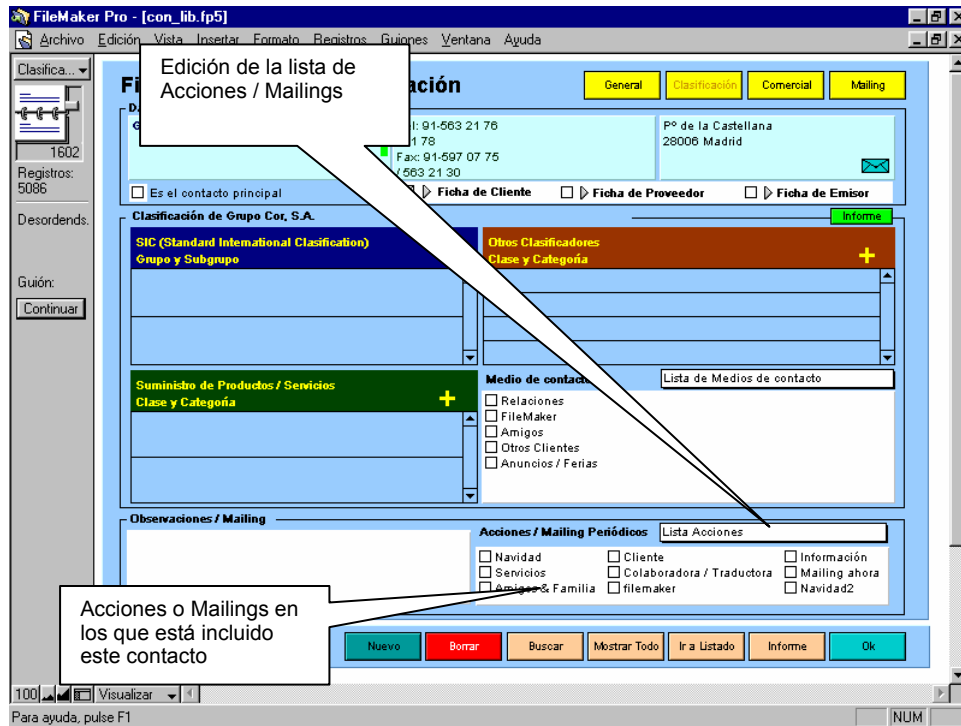 FileMaker Pro - [con_lib.fp5]
Archivo Edición Vista Insertar Formato Registros Guiones Ventana Ayuda
Clasifica...
1602
Registros:
5086
Desordends.
Guión:
Continuar
Edición de la lista de
Acciones / Mailings
Fi ación
General Clasificación Comercial Mailing
D.
G el: 91-563 21 76
1 78
Fax: 91-597 07 75
/ 563 21 30
Pº de la Castellana
28006 Madrid
Es el contacto principal Ficha de Cliente Ficha de Proveedor Ficha de Emisor
Clasificación de Grupo Cor, S.A. Informe
SIC (Standard International Clasification)
Grupo y Subgrupo
Otros Clasificadores
Clase y Categoría +
Suministro de Productos / Servicios
Clase y Categoría +
Medio de contacto Lista de Medios de contacto
Relaciones
FileMaker
Amigos
Otros Clientes
Anuncios / Ferias
Observaciones / Mailing
Acciones / Mailing Periódicos Lista Acciones
Navidad Cliente Información
Servicios Colaboradora / Traductora Mailing ahora
Amigos & Familia filemaker Navidad2
Acciones o Mailings en
los que está incluido
este contacto
Nuevo Borrar Buscar Mostrar Todo Ir a Listado Informe Ok
100 Visualizar
Para ayuda, pulse F1 NUM